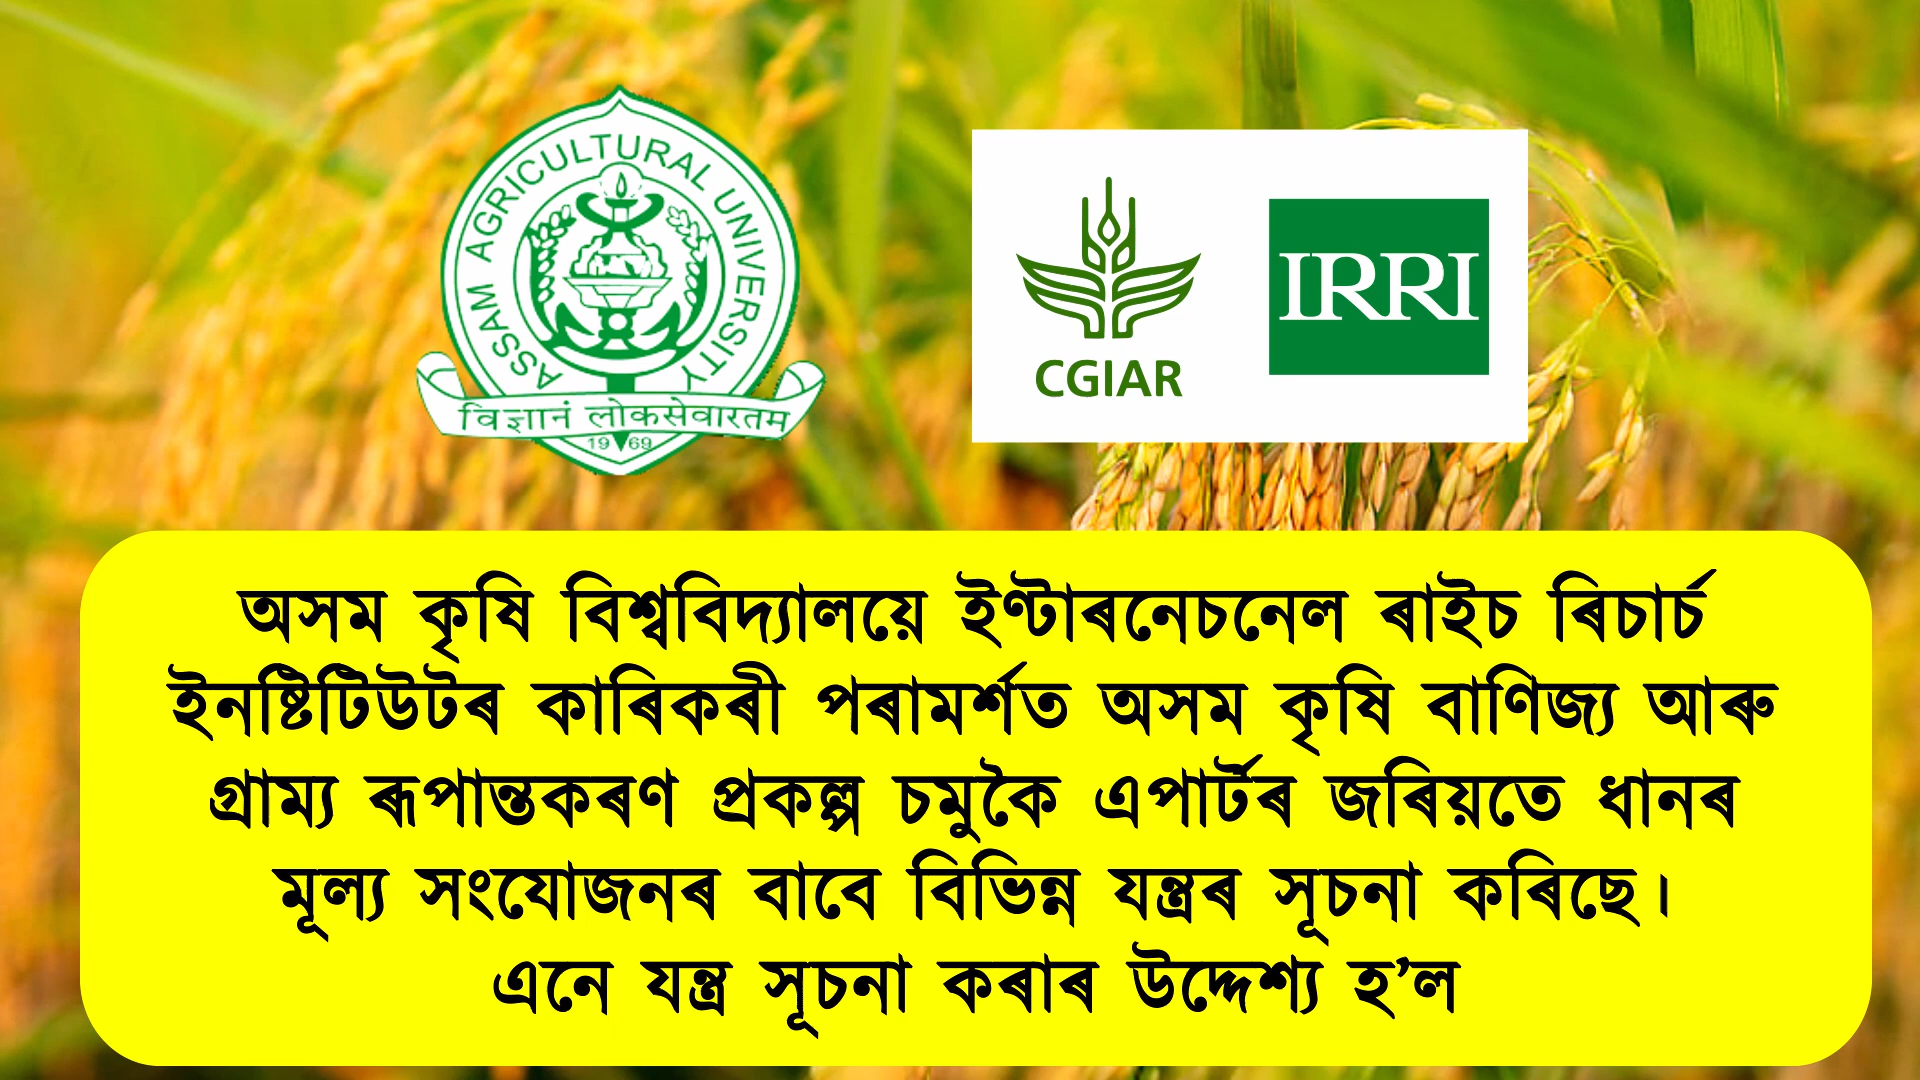 ASSAM AGRICULTURAL UNIVERSITY
विज्ञानं लोकसेवारतम
1969
CGIAR
IRRI
অসম কৃষি বিশ্ববিদ্যালয়ে ইণ্টাৰনেচনেল ৰাইচ ৰিচাৰ্চ
ইনষ্টিটিউটৰ কাৰিকৰী পৰামৰ্শত অসম কৃষি বাণিজ্য আৰু
গ্ৰাম্য ৰূপান্তকৰণ প্ৰকল্প চমুকৈ এপাৰ্টৰ জৰিয়তে ধানৰ
মূল্য সংযোজনৰ বাবে বিভিন্ন যন্ত্ৰৰ সূচনা কৰিছে।
এনে যন্ত্ৰ সূচনা কৰাৰ উদ্দেশ্য হ’ল